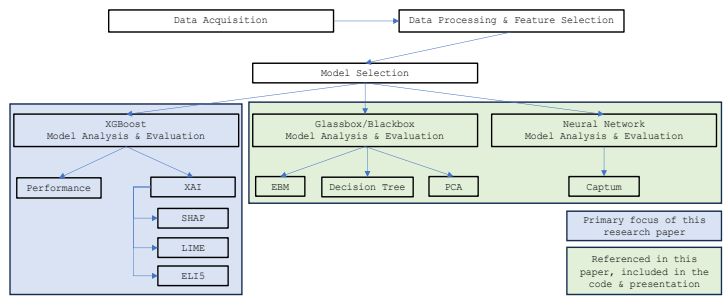 Data Acquisition
Data Processing & Feature Selection
Model Selection
XGBoost
Model Analysis & Evaluation
Glassbox/Blackbox
Model Analysis & Evaluation
Neural Network
Model Analysis & Evaluation
Performance
XAI
EBM
Decision Tree
PCA
Captum
SHAP
LIME
ELI5
Primary focus of this
research paper
Referenced in this
paper, included in the
code & presentation